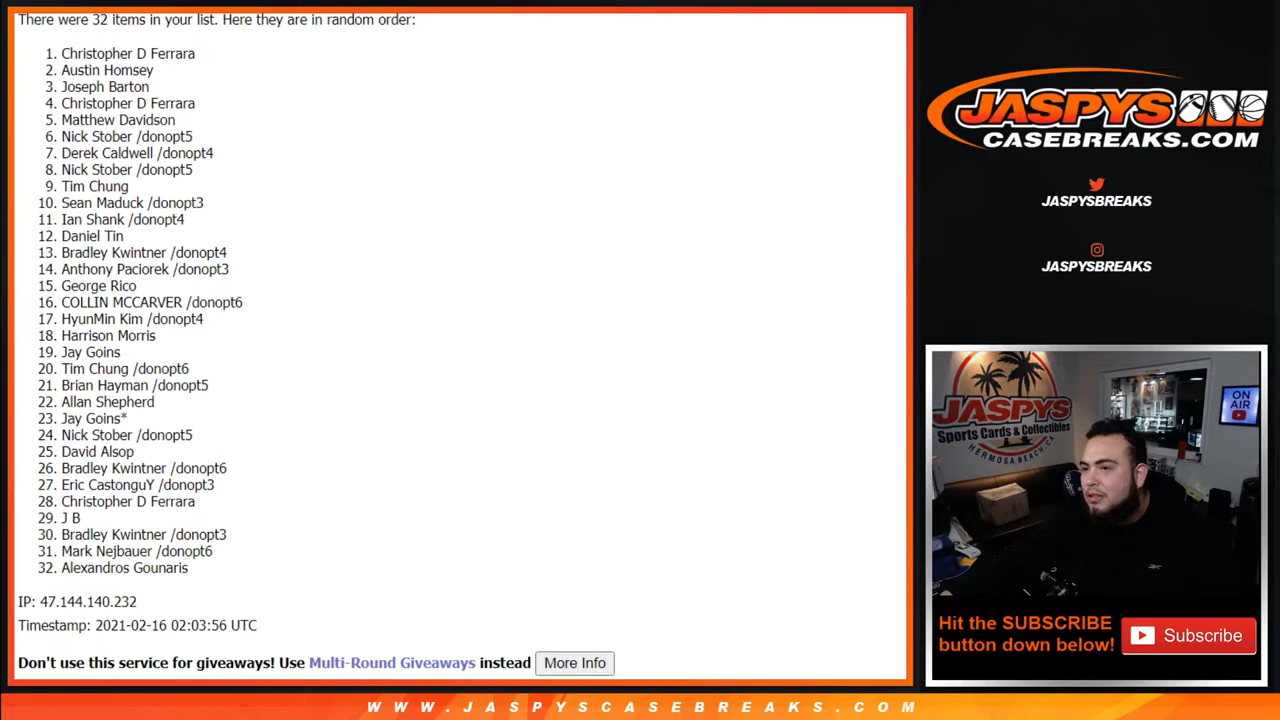 There were 32 items in your list. Here they are in random order:
1. Christopher D Ferrara
2. Austin Homsey
3. Joseph Barton
4. Christopher D Ferrara
5. Matthew Davidson
6. Nick Stober /donopt5
7. Derek Caldwell /donopt4
8. Nick Stober /donopt5
9. Tim Chung
10. Sean Maduck /donopt3
11. Ian Shank /donopt4
12. Daniel Tin
13. Bradley Kwintner /donopt4
14. Anthony Paciorek /donopt3
15. George Rico
16. COLLIN MCCARVER /donopt6
17. HyunMin Kim /donopt4
18. Harrison Morris
19. Jay Goins
20. Tim Chung /donopt6
21. Brian Hayman /donopt5
22. Allan Shepherd
23. Jay Goins*
24. Nick Stober /donopt5
25. David Alsop
26. Bradley Kwintner /donopt6
27. Eric CastonguY /donopt3
28. Christopher D Ferrara
29. J B
30. Bradley Kwintner /donopt3
31. Mark Nejbauer /donopt6
32. Alexandros Gounaris
IP: 47.144.140.232
Timestamp: 2021-02-16 02:03:56 UTC
Don't use this service for giveaways! Use Multi-Round Giveaways instead More Info
JASPYS
CASEBREAKS.COM
JASPYSBREAKS
JASPYSBREAKS
JASPYS
Sports Cards & Collectibles
HERMOSA BEACH, CA
ON
AIR
Hit the SUBSCRIBE
button down below!
Subscribe
WWW.JASPYSCASEBREAKS.COM